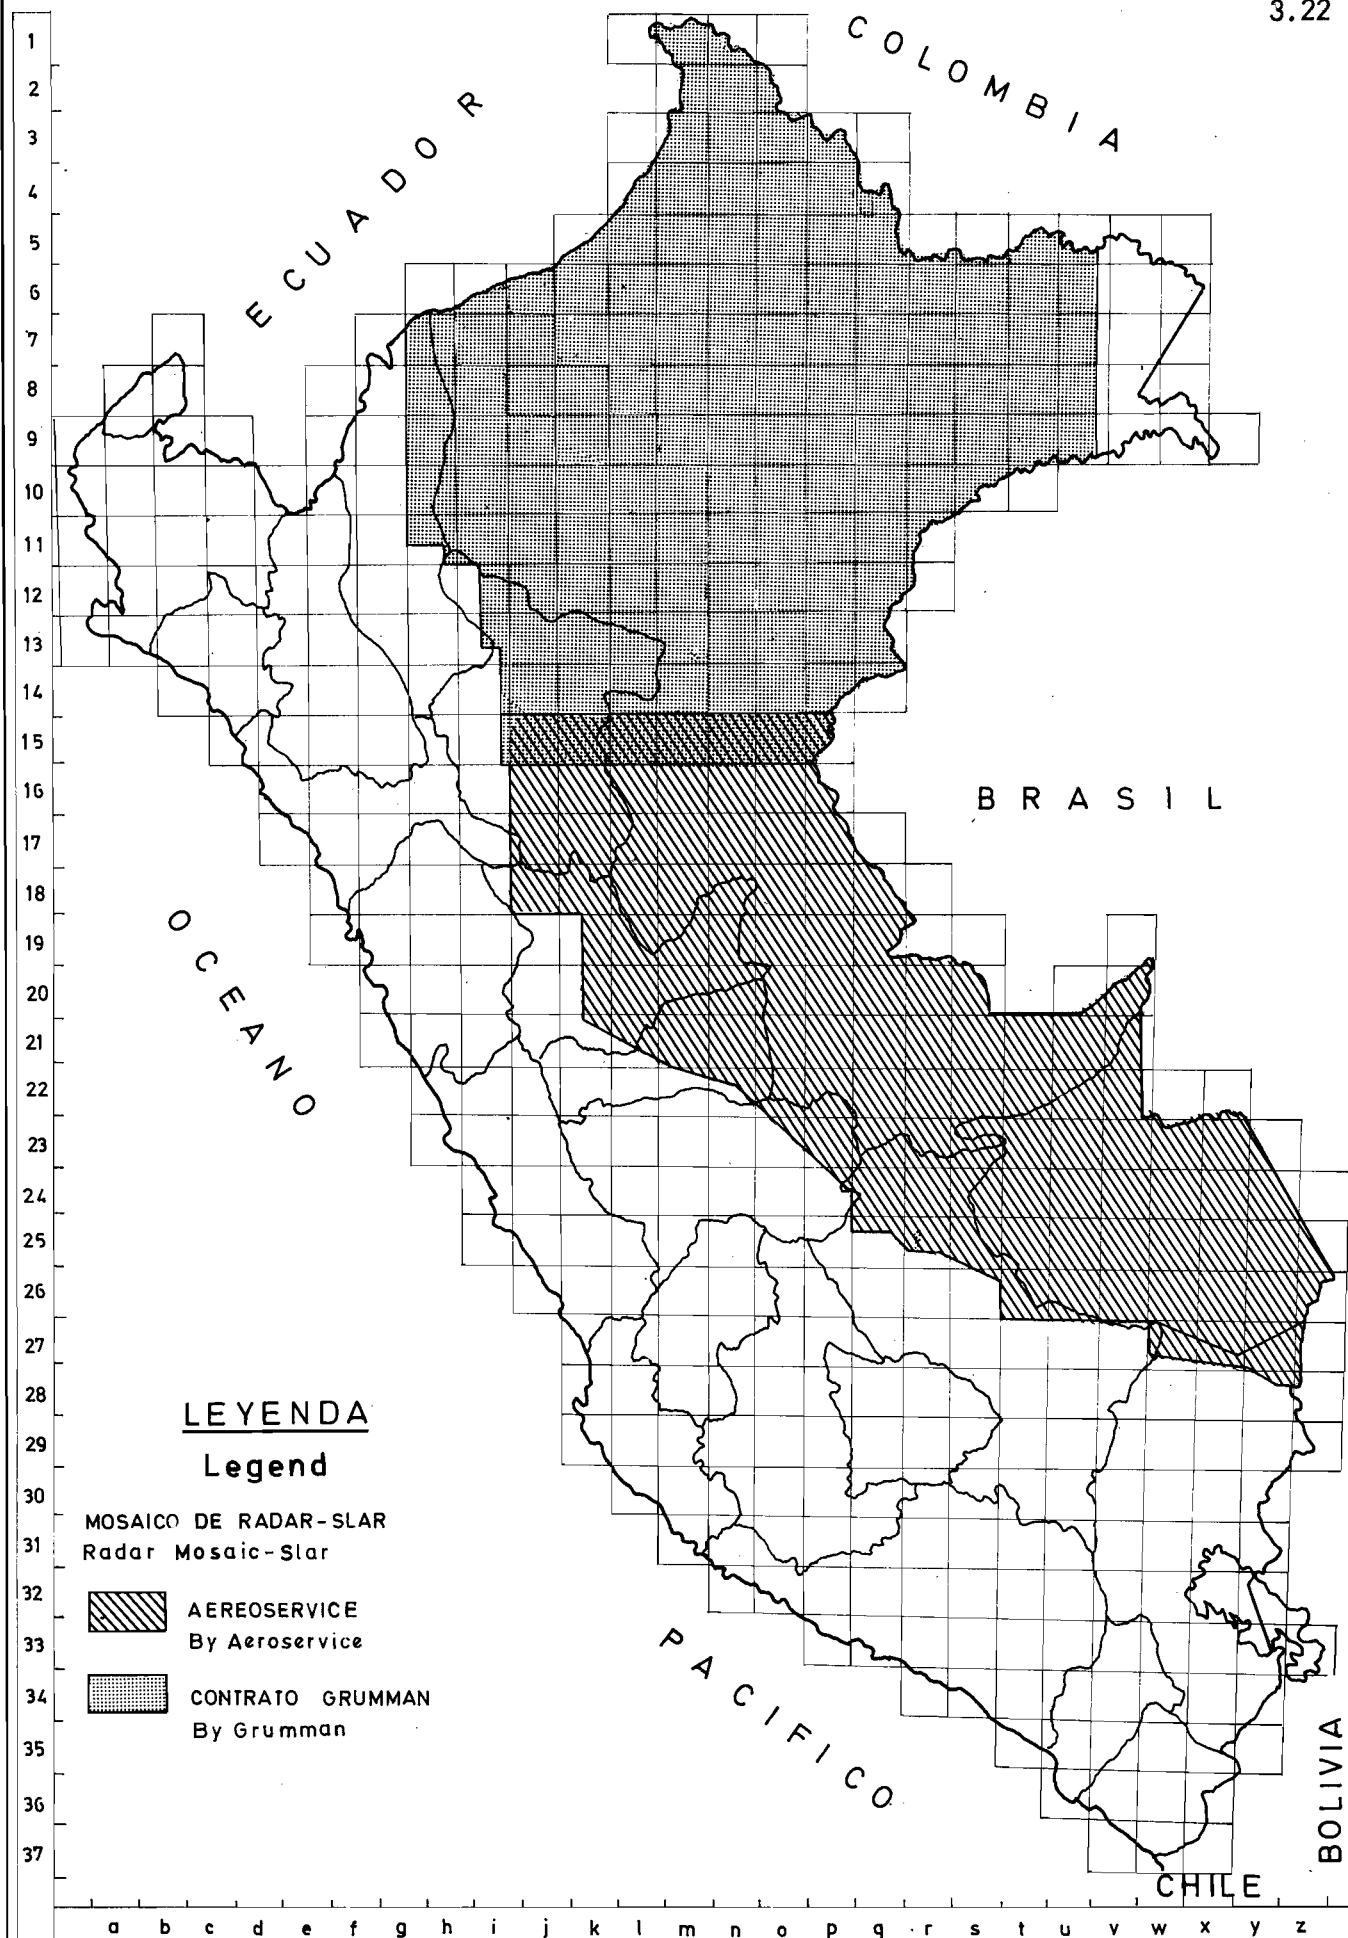 3.22
COLOMBIA
ECUADOR
BRASIL
OCEANO
PACIFICO
BOLIVIA
CHILE
1
2
3
4
5
6
7
8
9
10
11
12
13
14
15
16
17
18
19
20
21
22
23
24
25
26
27
28
29
30
31
32
33
34
35
36
37
LEYENDA
Legend
MOSAICO DE RADAR-SLAR
Radar Mosaic-Slar
AEREOSERVICE
By Aeroservice
CONTRATO GRUMMAN
By Grumman
a b c d e f g h i j k l m n o p q r s t u v w x y z